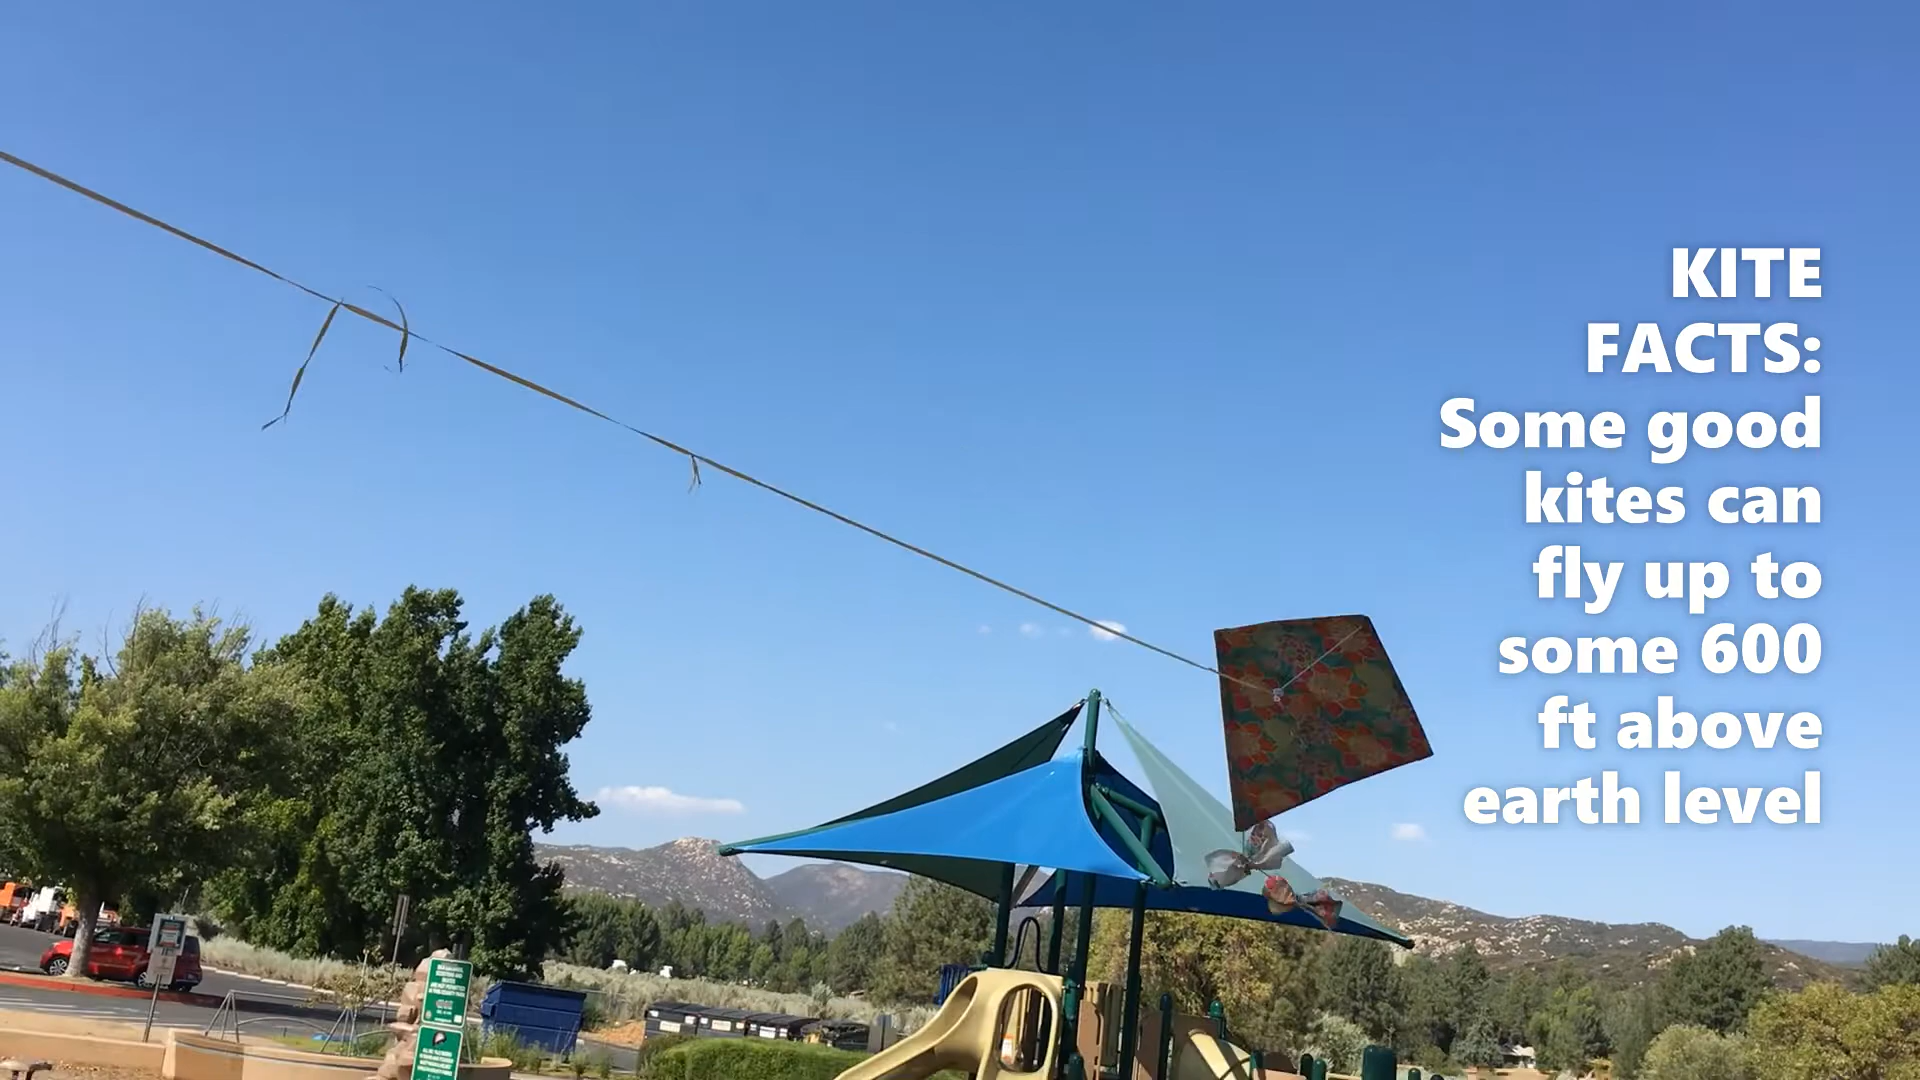 KITE
FACTS:
Some good
kites can
fly up to
some 600
ft above
earth level